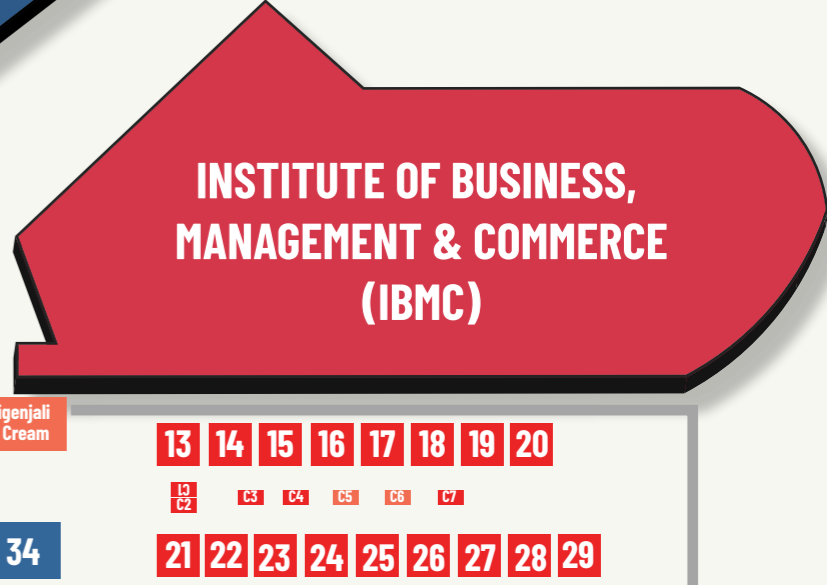 INSTITUTE OF BUSINESS,
MANAGEMENT & COMMERCE
(IBMC)
igenjali
Cream
13 14 15 16 17 18 19 20
C2 C3 C4 C5 C6 C7
34
21 22 23 24 25 26 27 28 29